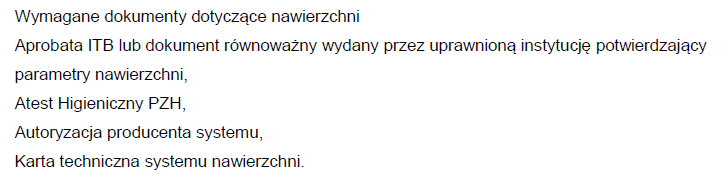 Wymagane dokumenty dotyczące nawierzchni
Aprobata ITB lub dokument równoważny wydany przez uprawnioną instytucję potwierdzający
parametry nawierzchni,
Atest Higieniczny PZH,
Autoryzacja producenta systemu,
Karta techniczna systemu nawierzchni.